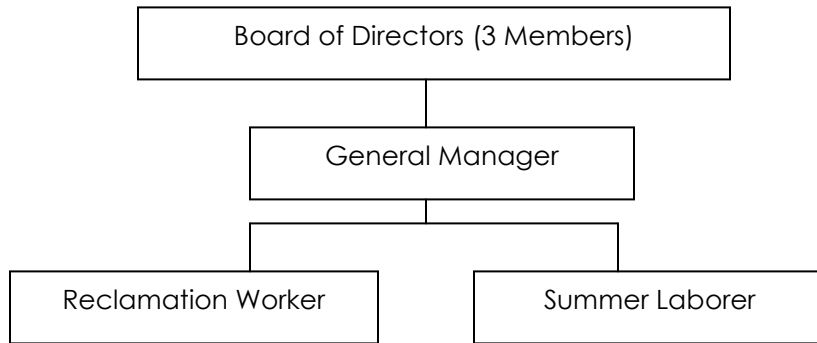 Board of Directors (3 Members)
General Manager
Reclamation Worker
Summer Laborer